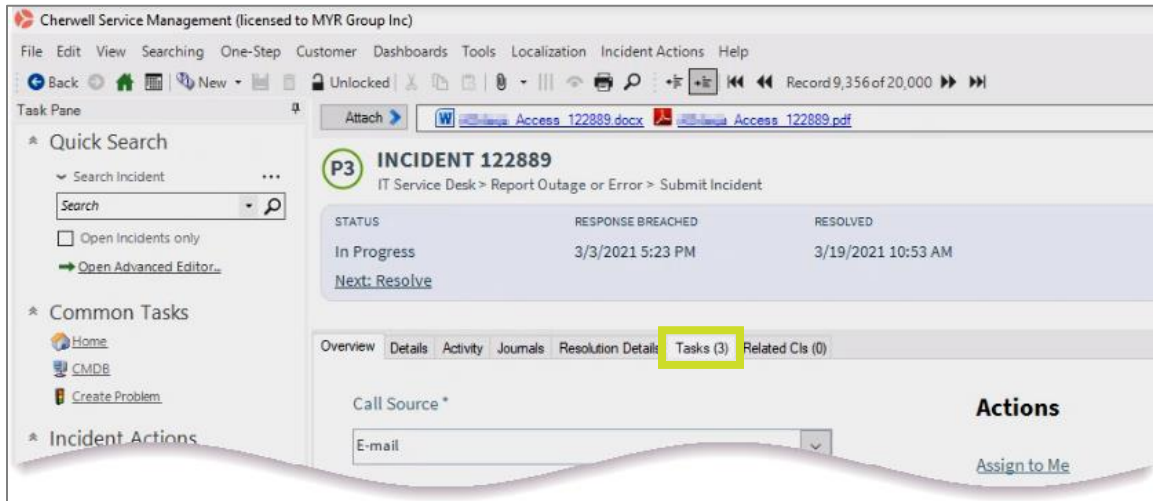 Cherwell Service Management (licensed to MYR Group Inc)
File Edit View Searching One-Step Customer Dashboards Tools Localization Incident Actions Help
Back New Unlocked Record 9,356 of 20,000
Task Pane
Attach Access_122889.docx Access_122889.pdf
Quick Search
Search Incident ...
Search
Open Incidents only
Open Advanced Editor...
P3 INCIDENT 122889
IT Service Desk > Report Outage or Error > Submit Incident
STATUS RESPONSE BREACHED RESOLVED
In Progress 3/3/2021 5:23 PM 3/19/2021 10:53 AM
Next: Resolve
Common Tasks
Home
CMDB
Create Problem
Incident Actions
Overview Details Activity Journals Resolution Details Tasks (3) Related CIs (0)
Call Source *
E-mail
Actions
Assign to Me